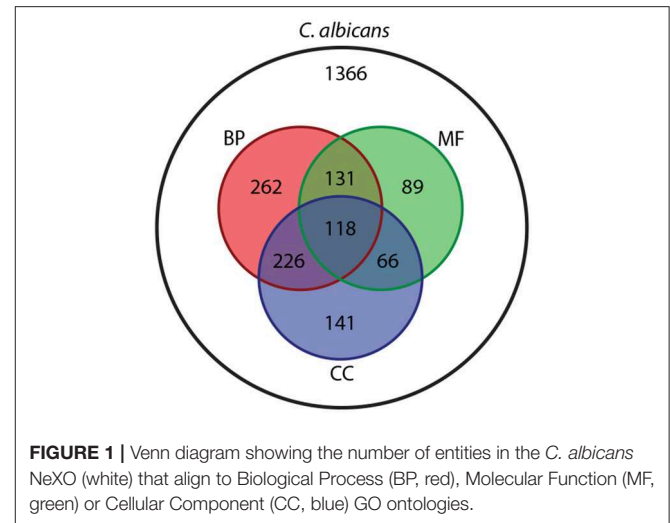 C. albicans
1366
BP
MF
262
131
89
118
226
66
141
CC
FIGURE 1 | Venn diagram showing the number of entities in the C. albicans
NeXO (white) that align to Biological Process (BP, red), Molecular Function (MF,
green) or Cellular Component (CC, blue) GO ontologies.